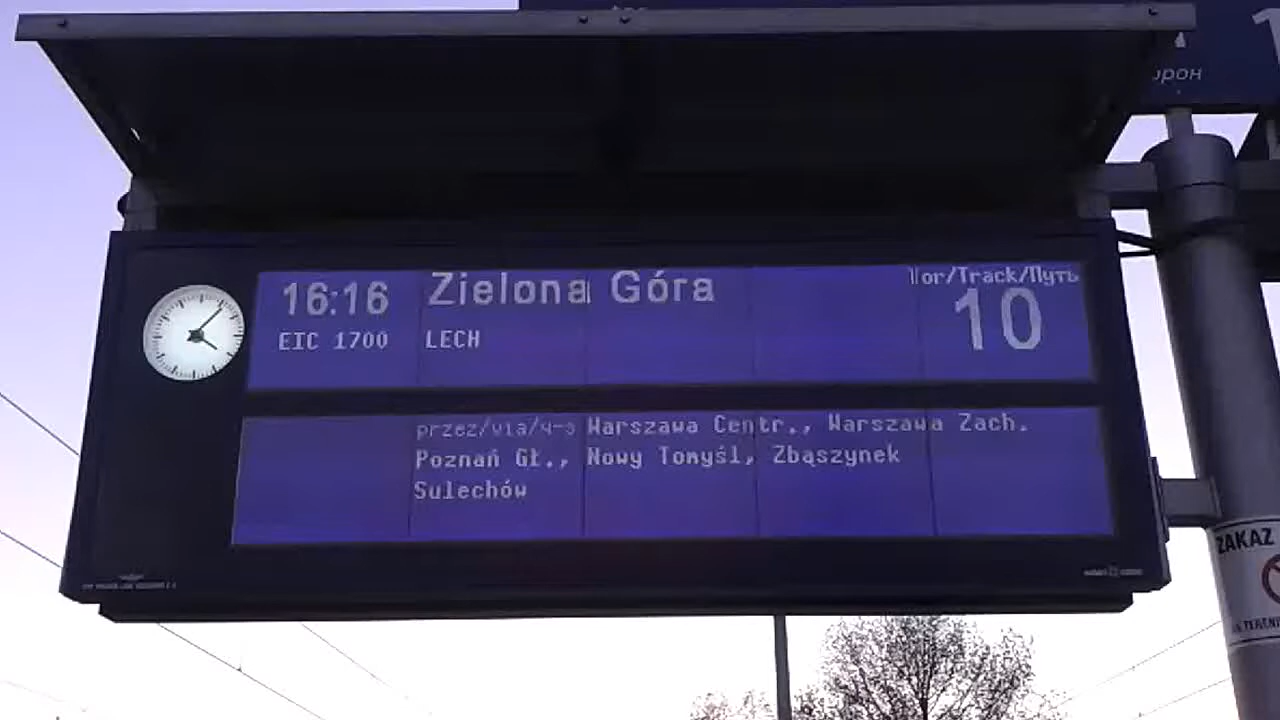 орон
16:16 Zielona Góra Tor/Track/Путь
EIC 1700 LECH 10
przez/via/ч-з Warszawa Centr., Warszawa Zach.
Poznań Gł., Nowy Tomyśl, Zbąszynek
Sulechów
ZAKAZ